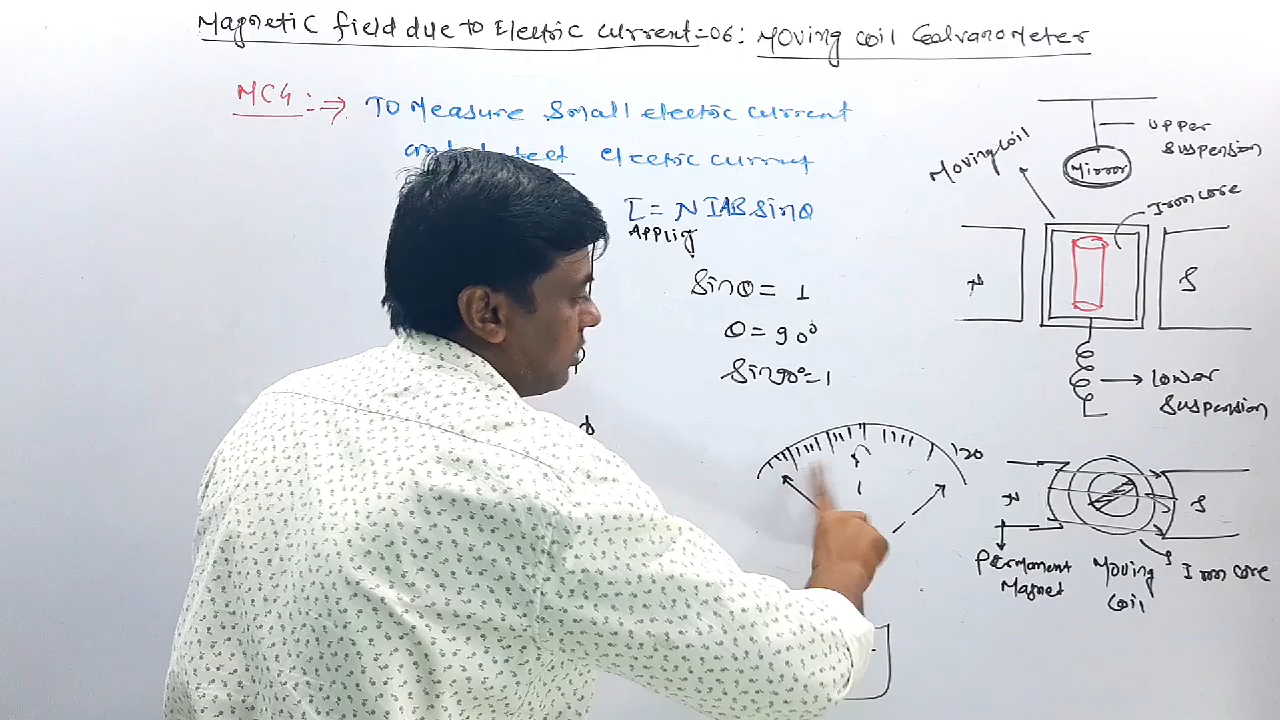 Magnetic field due to Electric current=06: Moving coil Galvanometer
MCG :⇒ To Measure Small electric current
electric current
τ = NIABSinθ
Applig
Sinθ = 1
θ = 90°
Sin90°=1
120
Upper
Suspension
Mirror
Moving coil
Iron core
N
S
Lower
Suspension
N
S
Permanent
Magnet
Moving
Coil
Iron core